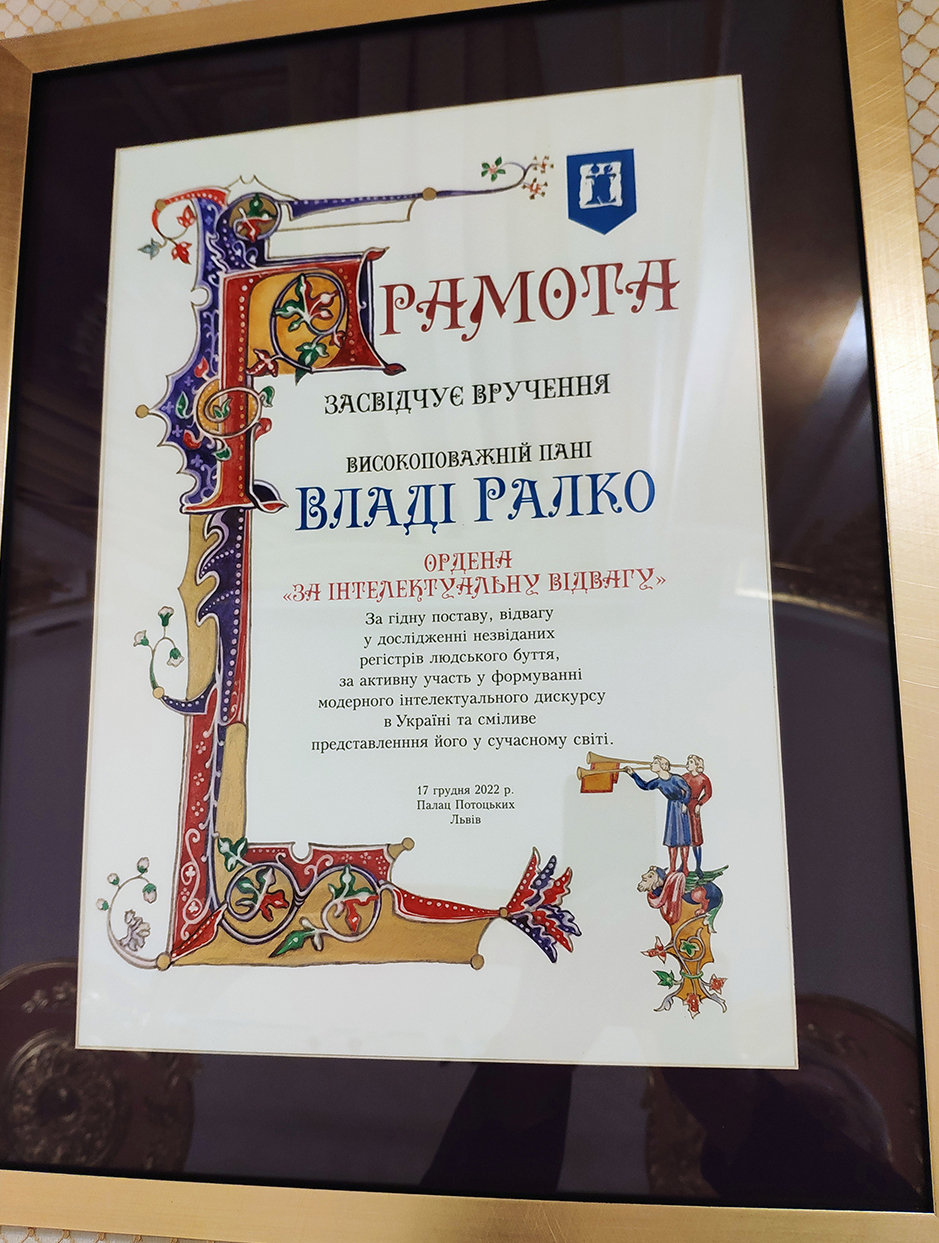 ГРАМОТА
ЗАСВІДЧУЄ ВРУЧЕННЯ
ВИСОКОПОВАЖНІЙ ПАНІ
ВЛАДІ РАЛКО
ОРДЕНА
«ЗА ІНТЕЛЕКТУАЛЬНУ ВІДВАГУ»
За гідну поставу, відвагу
у дослідженні незвіданих
регістрів людського буття,
за активну участь у формуванні
модерного інтелектуального дискурсу
в Україні та сміливе
представленння його у сучасному світі.
17 грудня 2022 р.
Палац Потоцьких
Львів